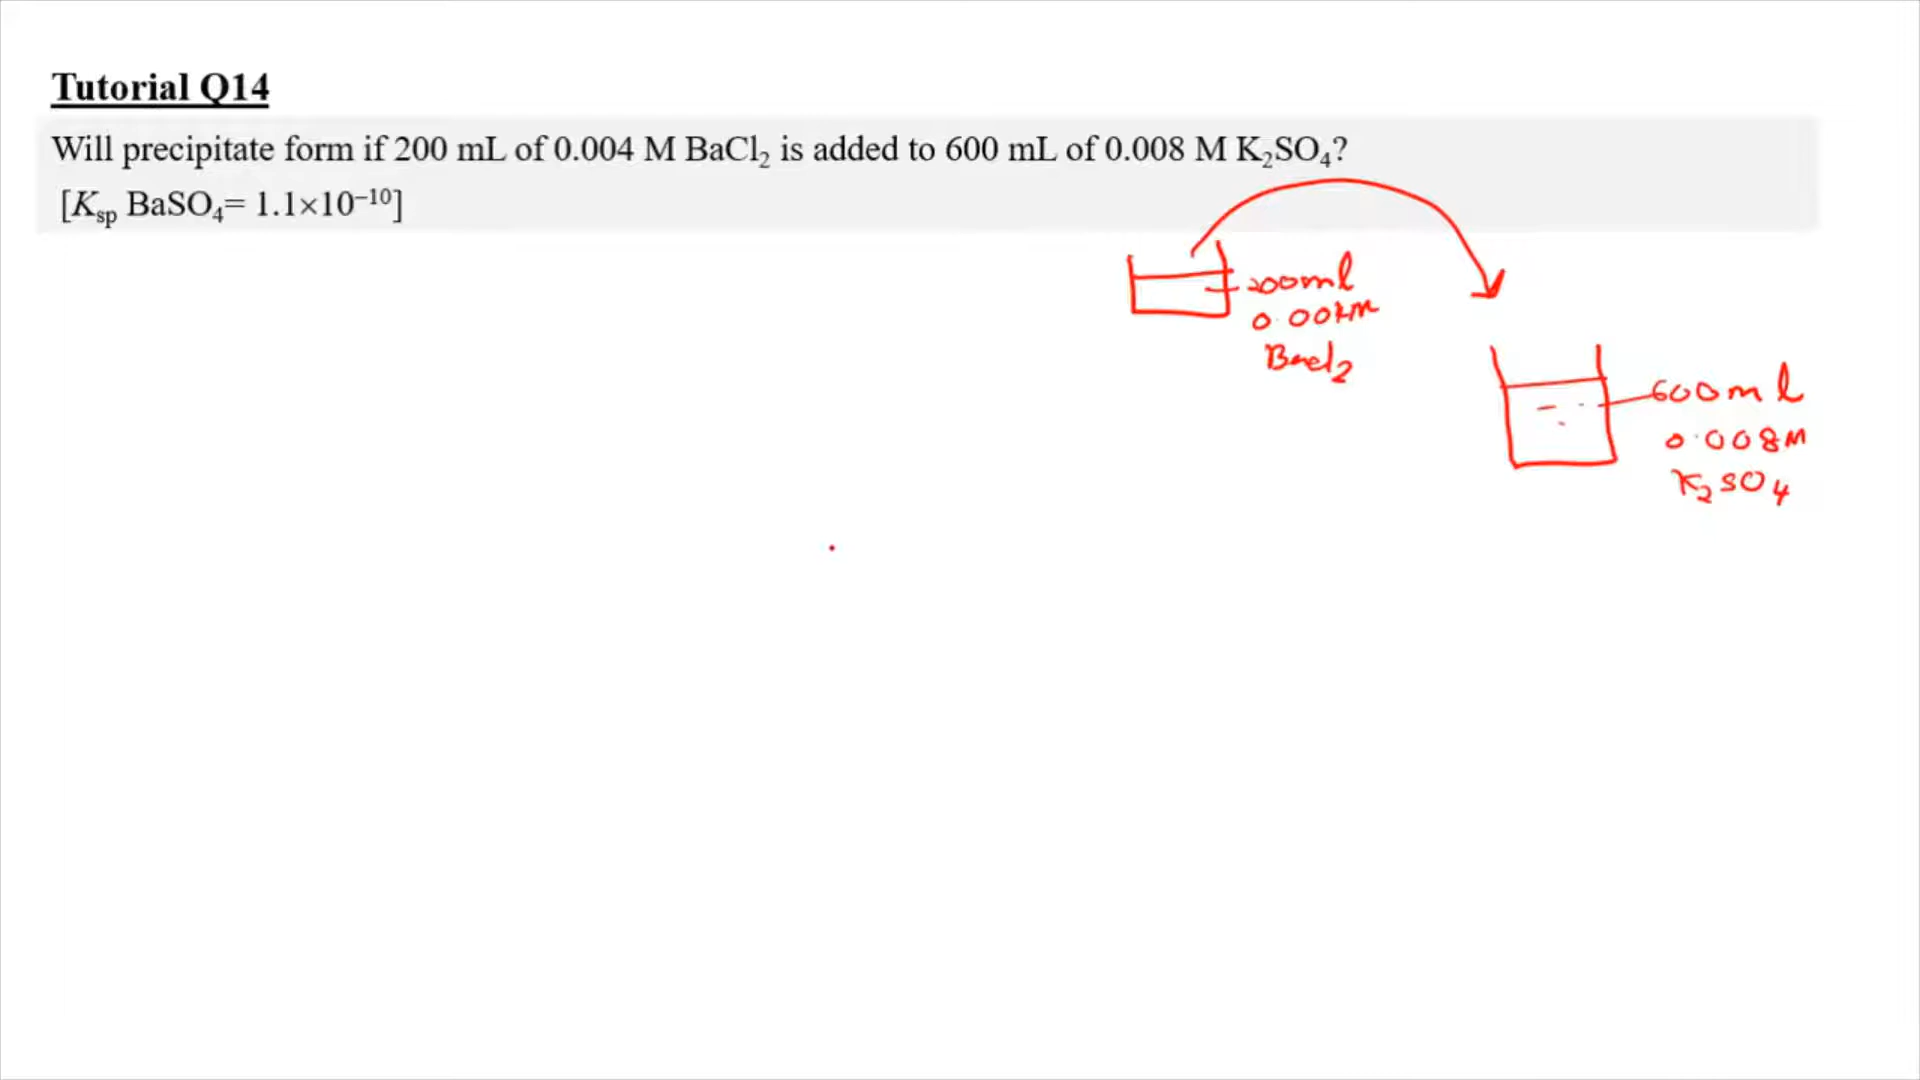 Tutorial Q14
Will precipitate form if 200 mL of 0.004 M BaCl₂ is added to 600 mL of 0.008 M K₂SO₄?
[Ksp BaSO₄= 1.1×10⁻¹⁰]
200ml
0.004M
BaCl₂
600ml
0.008M
K₂SO₄